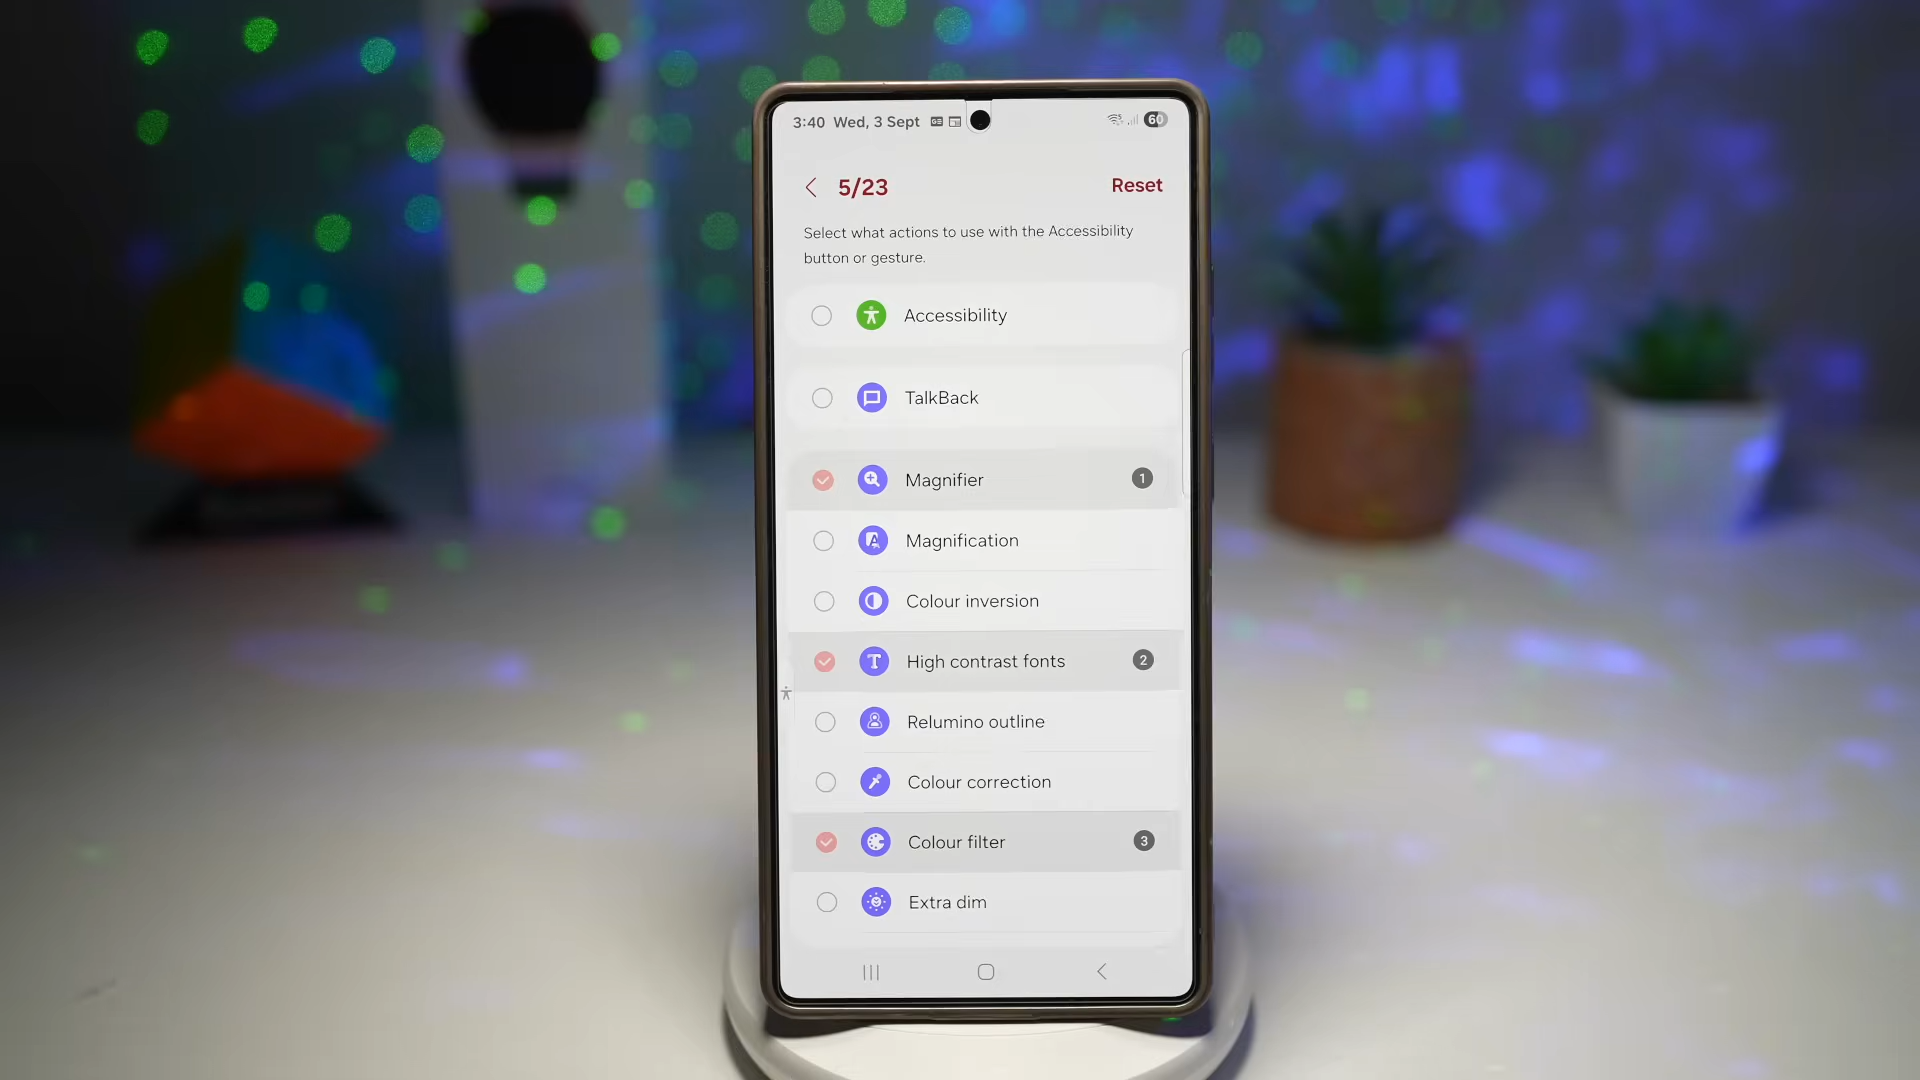 3:40 Wed, 3 Sept
60
5/23
Reset
Select what actions to use with the Accessibility
button or gesture.
Accessibility
TalkBack
Magnifier 1
Magnification
Colour inversion
High contrast fonts 2
Relumino outline
Colour correction
Colour filter 3
Extra dim